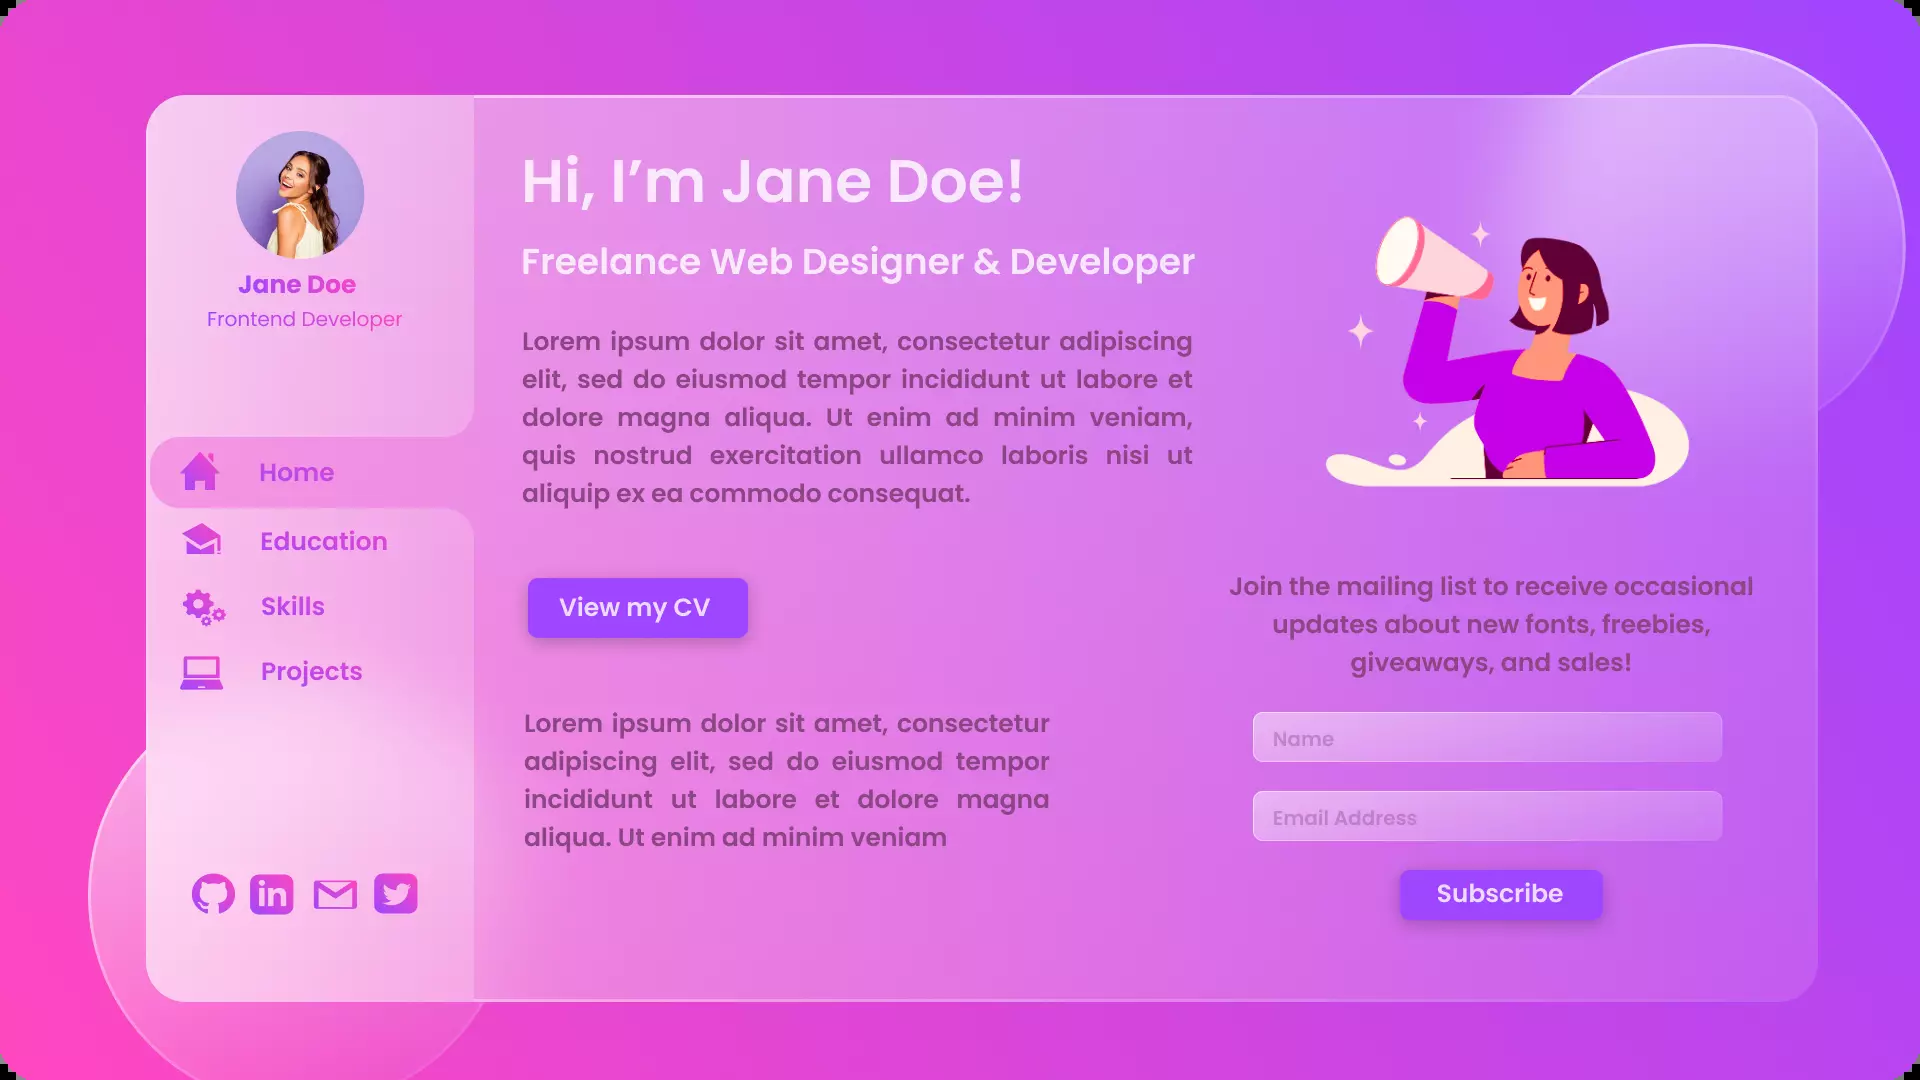 Jane Doe
Frontend Developer
Home
Education
Skills
Projects
in
Hi, I’m Jane Doe!
Freelance Web Designer & Developer
Lorem ipsum dolor sit amet, consectetur adipiscing
elit, sed do eiusmod tempor incididunt ut labore et
dolore magna aliqua. Ut enim ad minim veniam,
quis nostrud exercitation ullamco laboris nisi ut
aliquip ex ea commodo consequat.
View my CV
Lorem ipsum dolor sit amet, consectetur
adipiscing elit, sed do eiusmod tempor
incididunt ut labore et dolore magna
aliqua. Ut enim ad minim veniam
Join the mailing list to receive occasional
updates about new fonts, freebies,
giveaways, and sales!
Name
Email Address
Subscribe